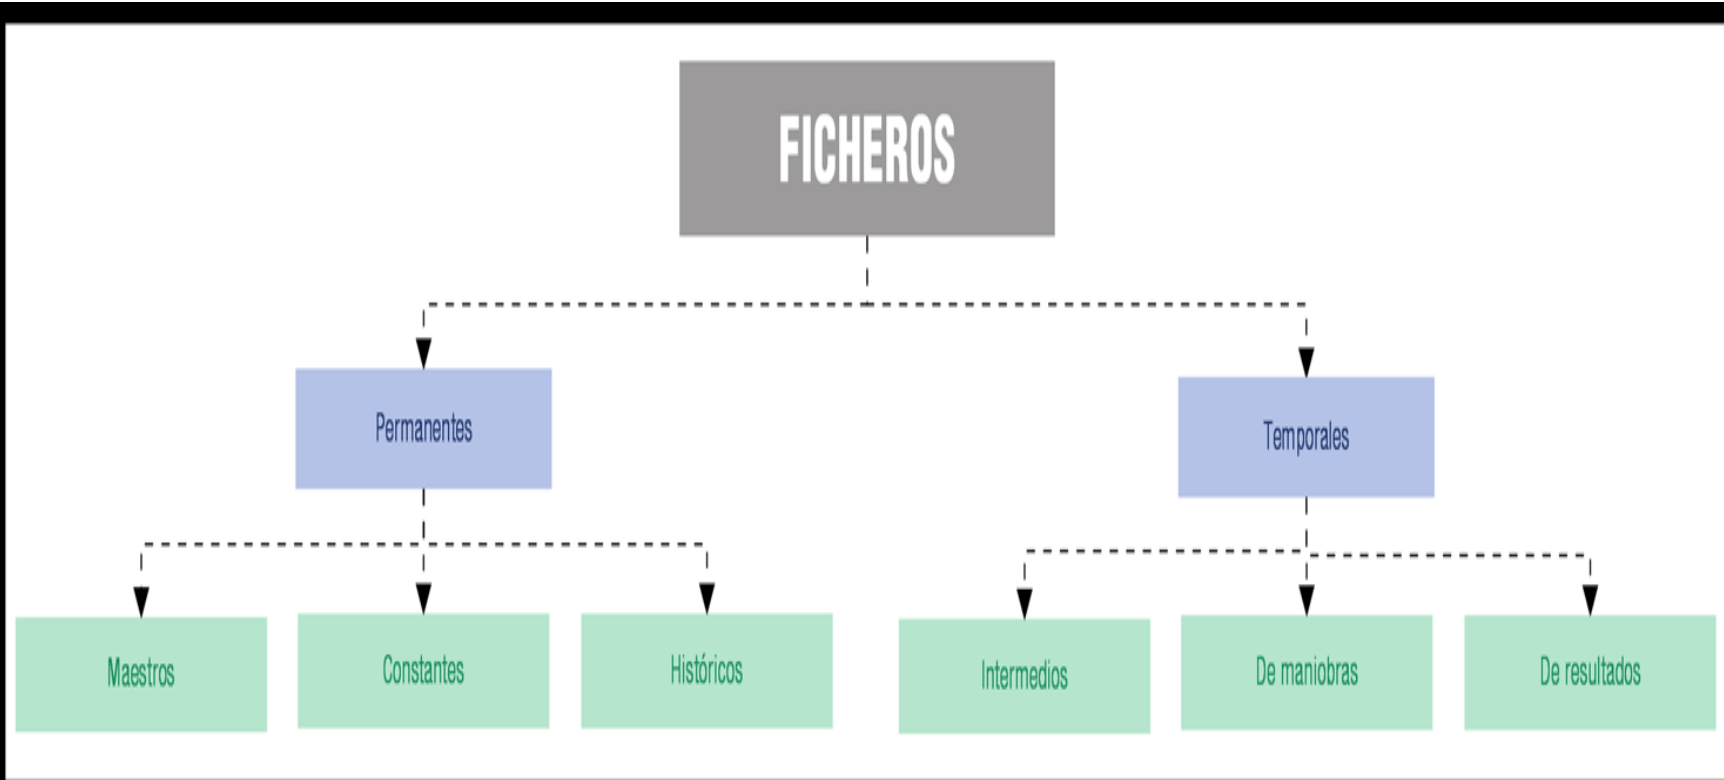 FICHEROS
Permanentes
Temporales
Maestros
Constantes
Históricos
Intermedios
De maniobras
De resultados